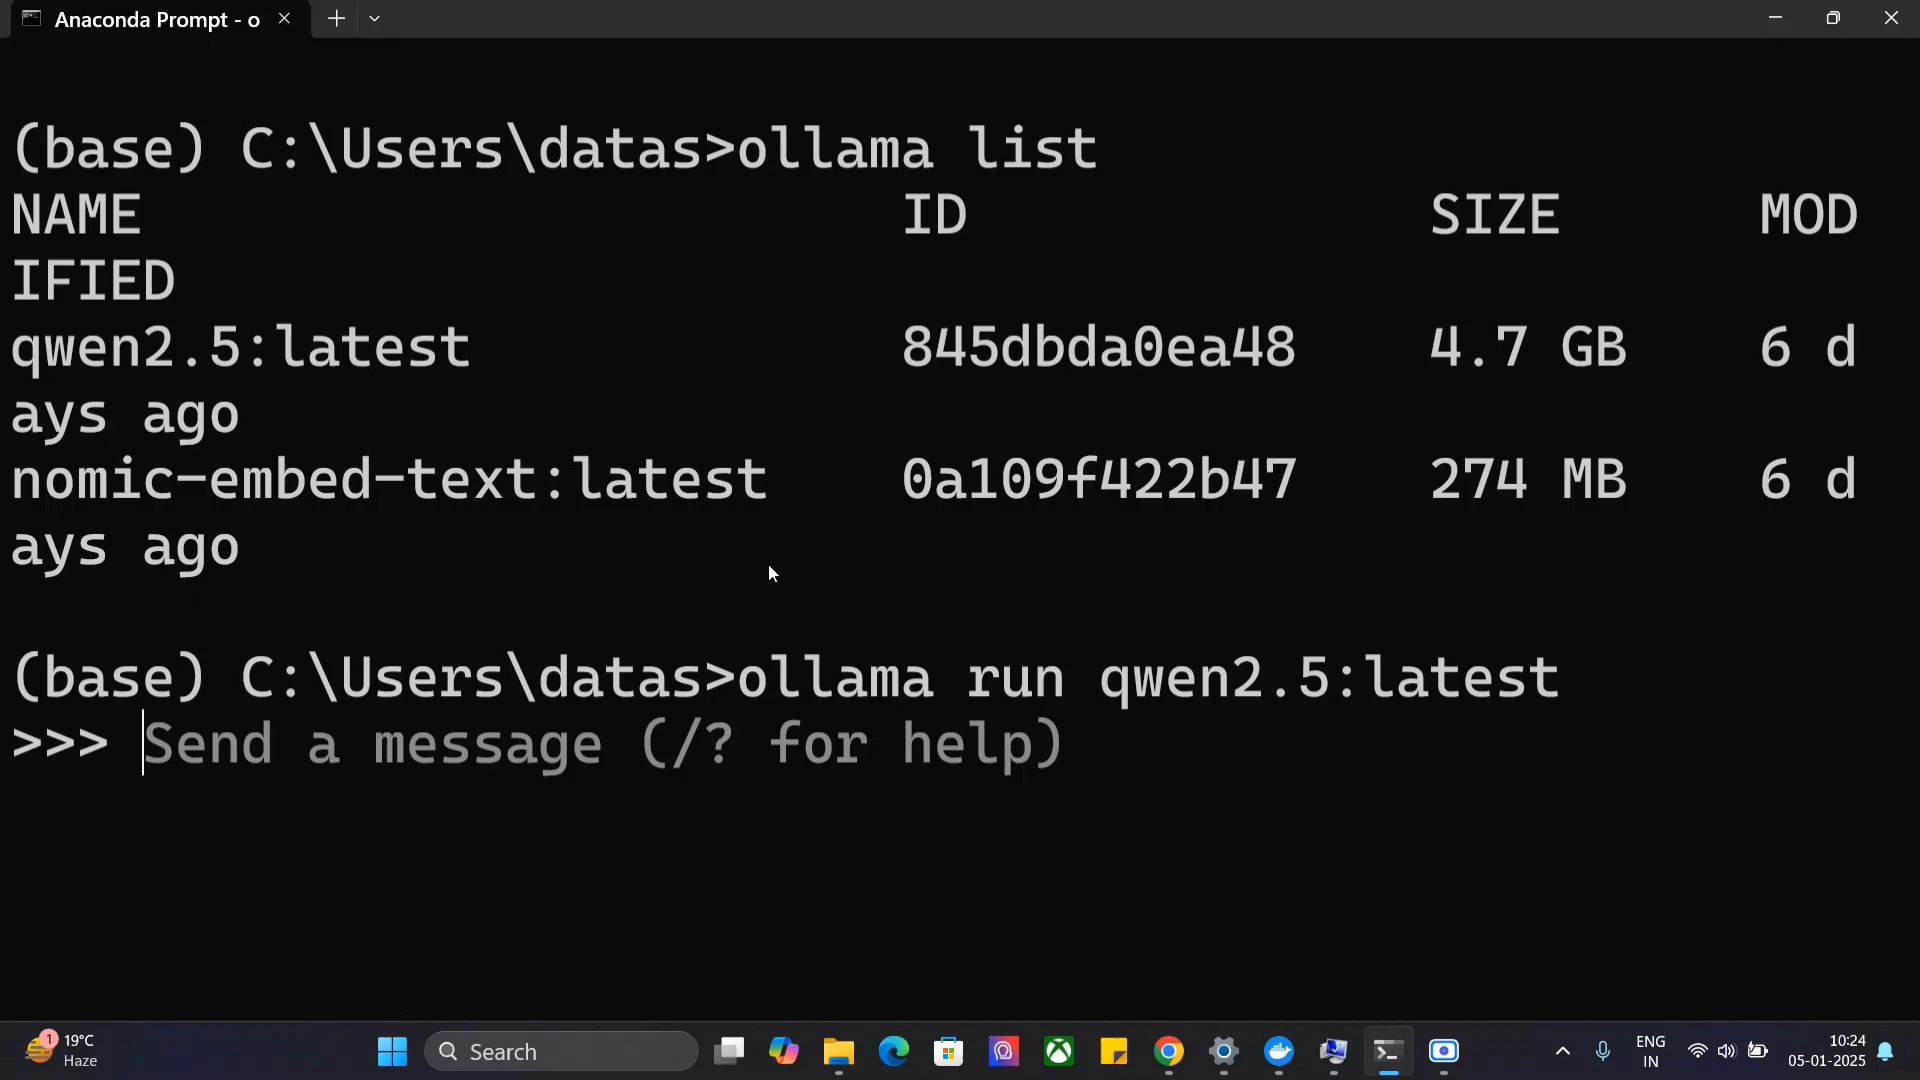 Anaconda Prompt - o
(base) C:\Users\datas>ollama list
NAME ID SIZE MOD
IFIED
qwen2.5:latest 845dbda0ea48 4.7 GB 6 d
ays ago
nomic-embed-text:latest 0a109f422b47 274 MB 6 d
ays ago
(base) C:\Users\datas>ollama run qwen2.5:latest
>>> Send a message (/? for help)
1
19°C
Haze
Search
ENG
IN
10:24
05-01-2025